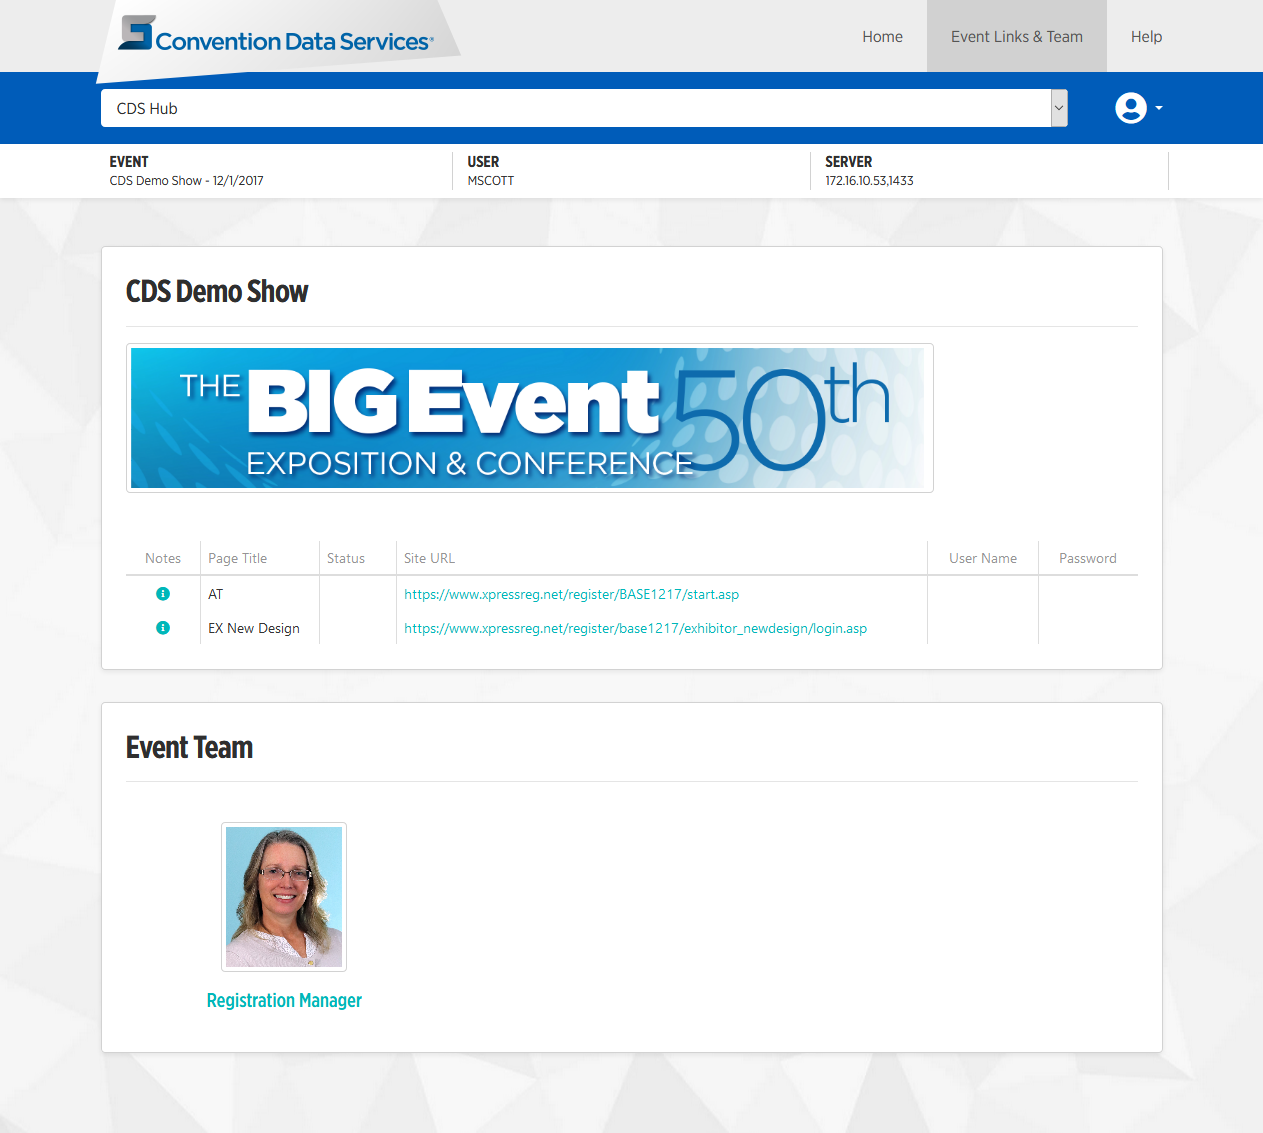 Convention Data Services®
Home
Event Links & Team
Help
CDS Hub
EVENT
CDS Demo Show - 12/1/2017
USER
MSCOTT
SERVER
172.16.10.53,1433
CDS Demo Show
THE BIG Event 50th
EXPOSITION & CONFERENCE
Notes Page Title Status Site URL User Name Password
AT https://www.xpressreg.net/register/BASE1217/start.asp
EX New Design https://www.xpressreg.net/register/base1217/exhibitor_newdesign/login.asp
Event Team
Registration Manager